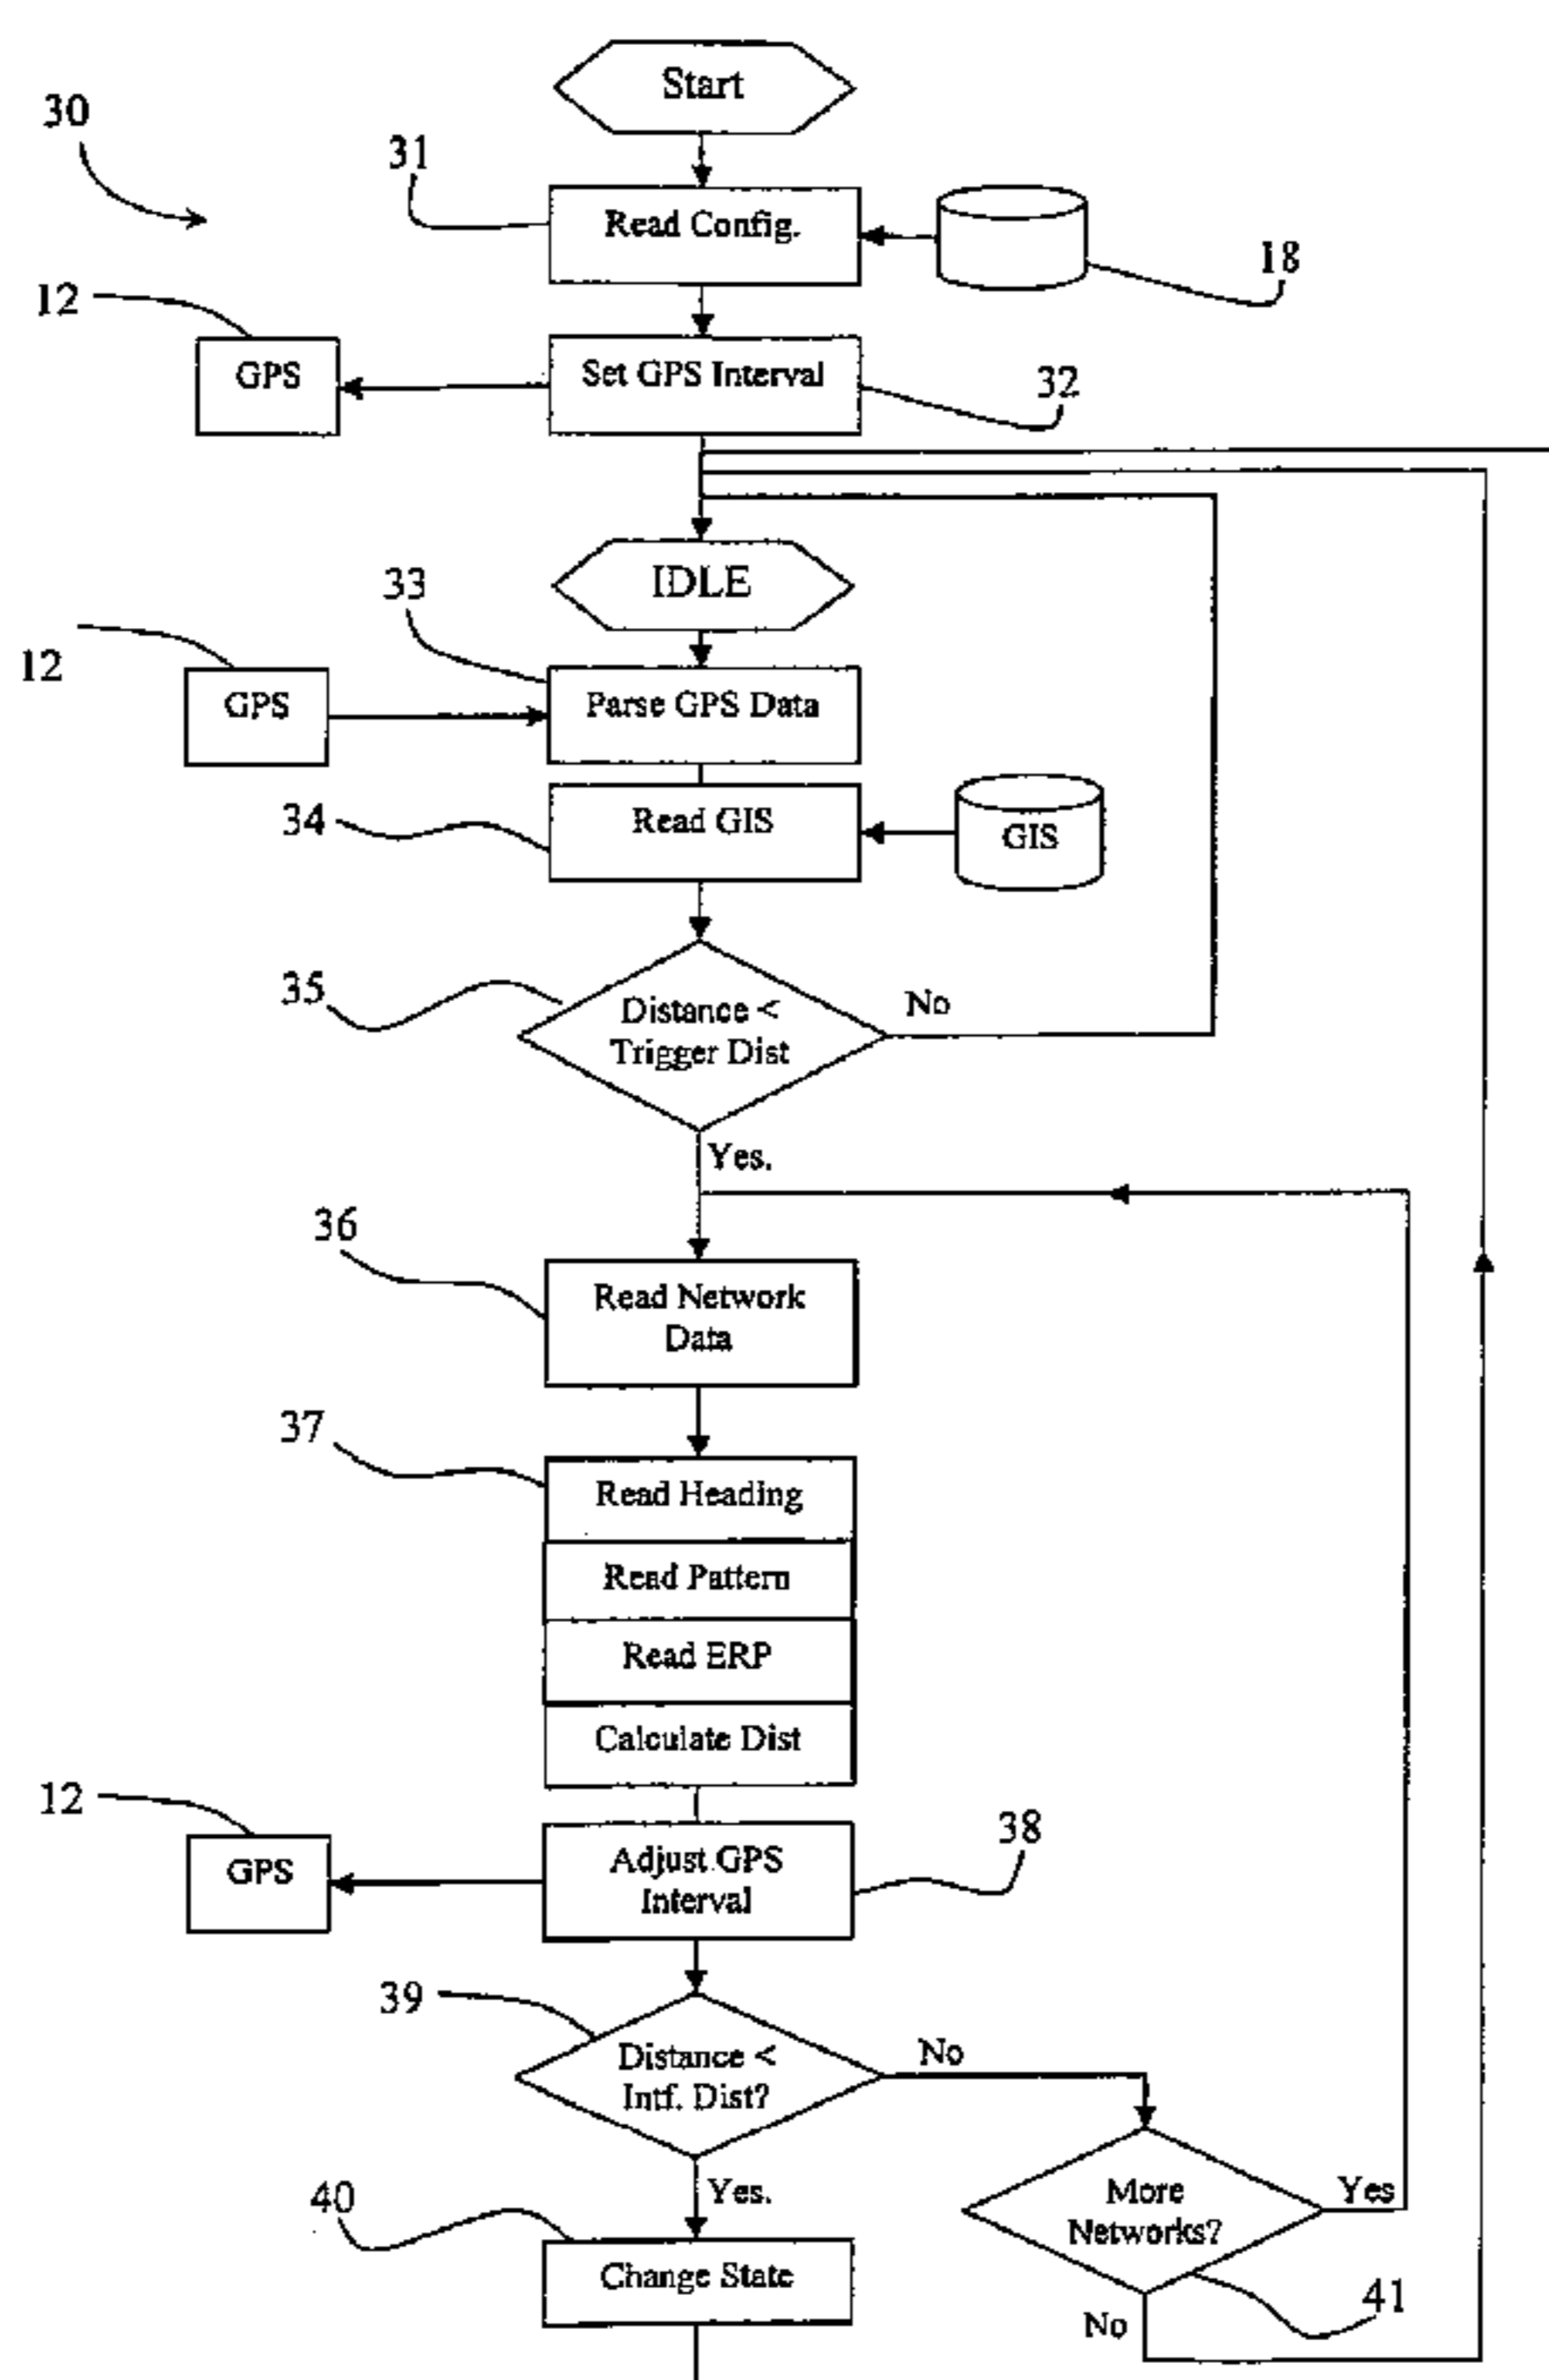 Start
30
31
Read Config.
18
12
GPS
Set GPS Interval
32
IDLE
33
12
GPS
Parse GPS Data
34
Read GIS
GIS
35
Distance <
Trigger Dist
No
Yes.
36
Read Network
Data
37
Read Heading
Read Pattern
Read ERP
Calculate Dist
12
GPS
Adjust GPS
Interval
38
39
Distance <
Intf. Dist?
No
Yes.
40
Change State
More
Networks?
Yes
41
No